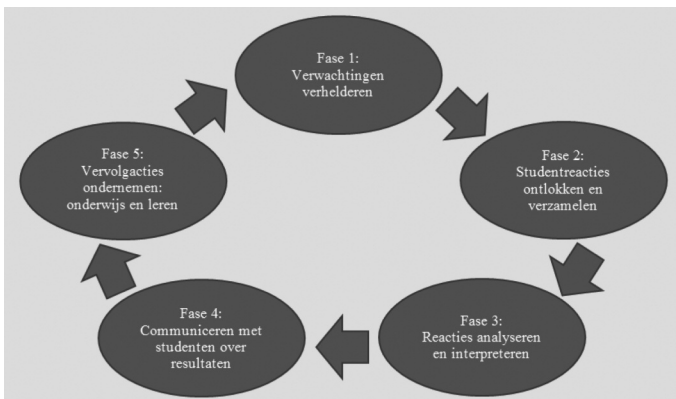 Fase 1:
Verwachtingen
verhelderen
Fase 2:
Studentreacties
ontlokken en
verzamelen
Fase 3:
Reacties analyseren
en interpreteren
Fase 4:
Communiceren met
studenten over
resultaten
Fase 5:
Vervolgacties
ondernemen:
onderwijs en leren